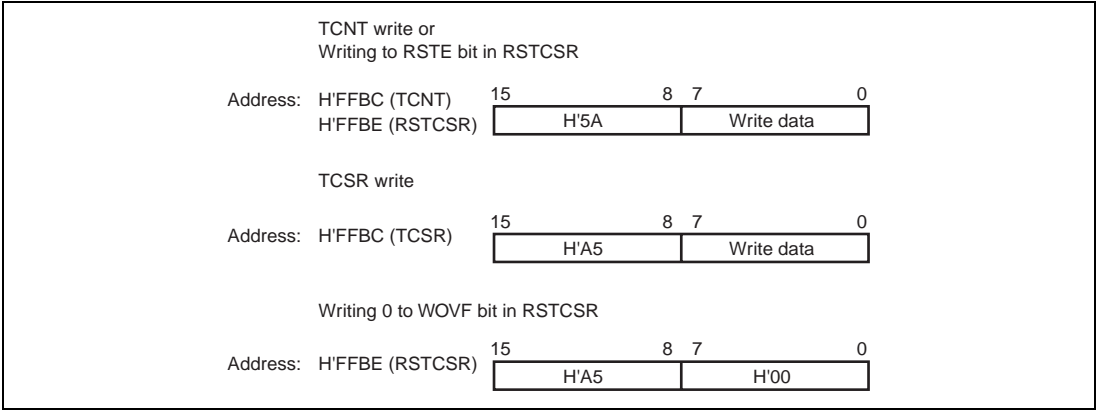 TCNT write or
Writing to RSTE bit in RSTCSR
Address: H'FFBC (TCNT) 15 8 7 0
H'FFBE (RSTCSR) H'5A Write data
TCSR write
15 8 7 0
Address: H'FFBC (TCSR) H'A5 Write data
Writing 0 to WOVF bit in RSTCSR
15 8 7 0
Address: H'FFBE (RSTCSR) H'A5 H'00